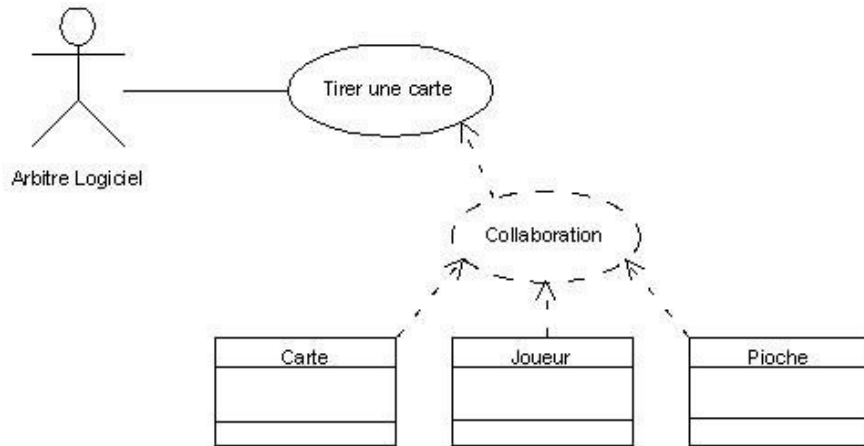 Tirer une carte
Arbitre Logiciel
Collaboration
Carte
Joueur
Pioche